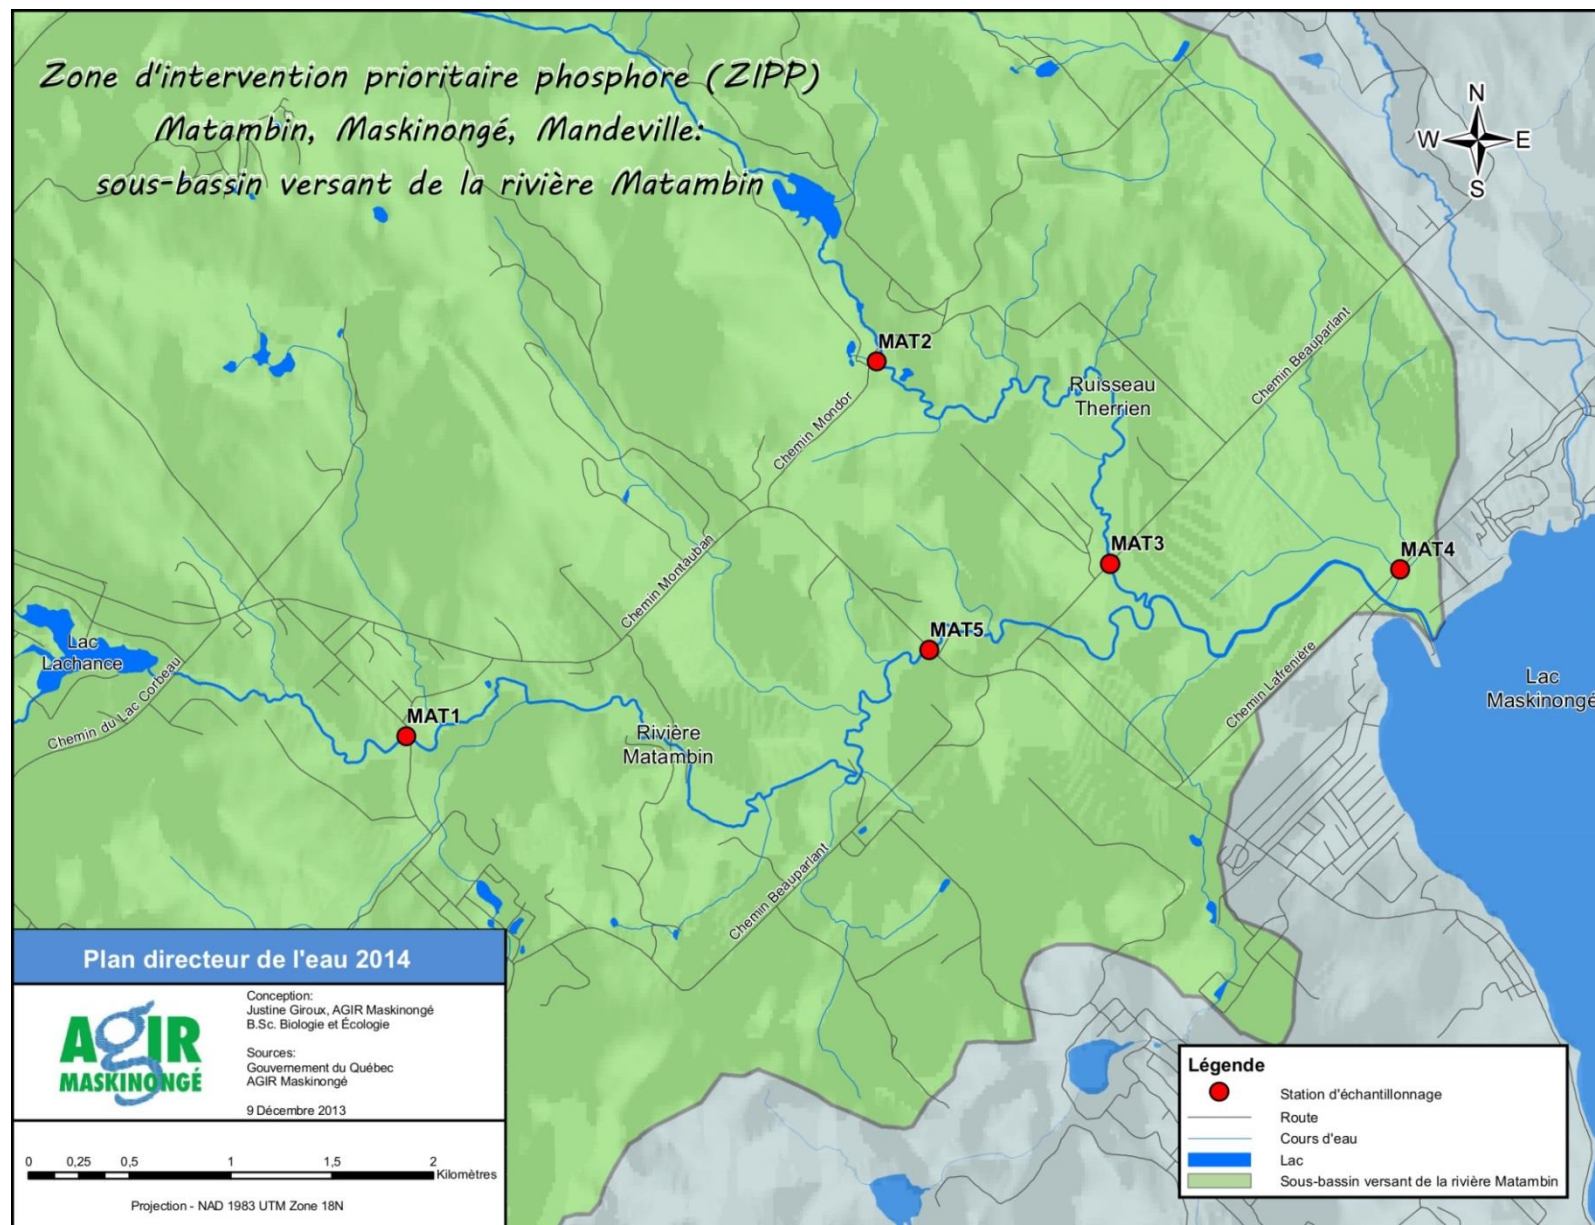 Zone d'intervention prioritaire phosphore (ZIPP)
Matambin, Maskinongé, Mandeville:
sous-bassin versant de la rivière Matambin
N
W
E
S
MAT2
Ruisseau
Therrien
Chemin Beauparlant
Chemin Mondor
MAT3
MAT4
Chemin Montauban
MAT5
Lac
Lachance
Chemin du Lac Corbeau
MAT1
Rivière
Matambin
Chemin Lafrenière
Lac
Maskinongé
Chemin Beauparlant
Plan directeur de l'eau 2014
AGIR
MASKINONGÉ
Conception:
Justine Giroux, AGIR Maskinongé
B.Sc. Biologie et Écologie
Sources:
Gouvernement du Québec
AGIR Maskinongé
9 Décembre 2013
0 0,25 0,5 1 1,5 2
Kilomètres
Projection - NAD 1983 UTM Zone 18N
Légende
Station d'échantillonnage
Route
Cours d'eau
Lac
Sous-bassin versant de la rivière Matambin